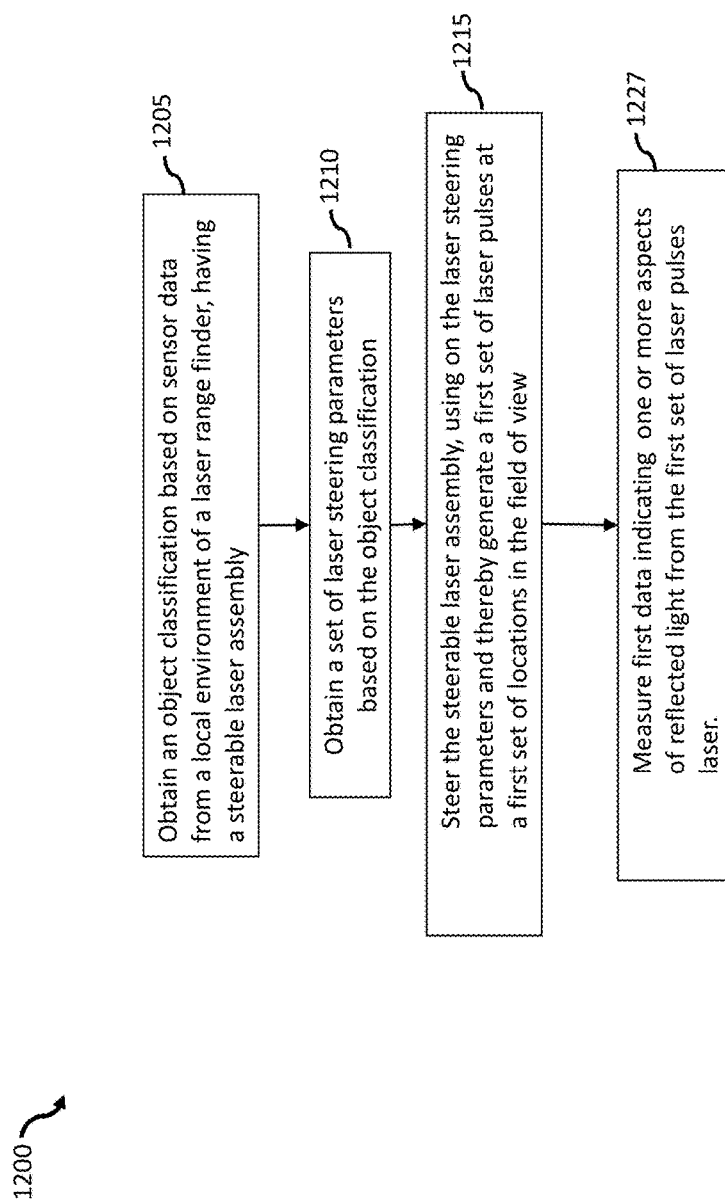 1200
1205
Obtain an object classification based on sensor data
from a local environment of a laser range finder, having
a steerable laser assembly
1210
Obtain a set of laser steering parameters
based on the object classification
1215
Steer the steerable laser assembly, using on the laser steering
parameters and thereby generate a first set of laser pulses at
a first set of locations in the field of view
1227
Measure first data indicating one or more aspects
of reflected light from the first set of laser pulses
laser.